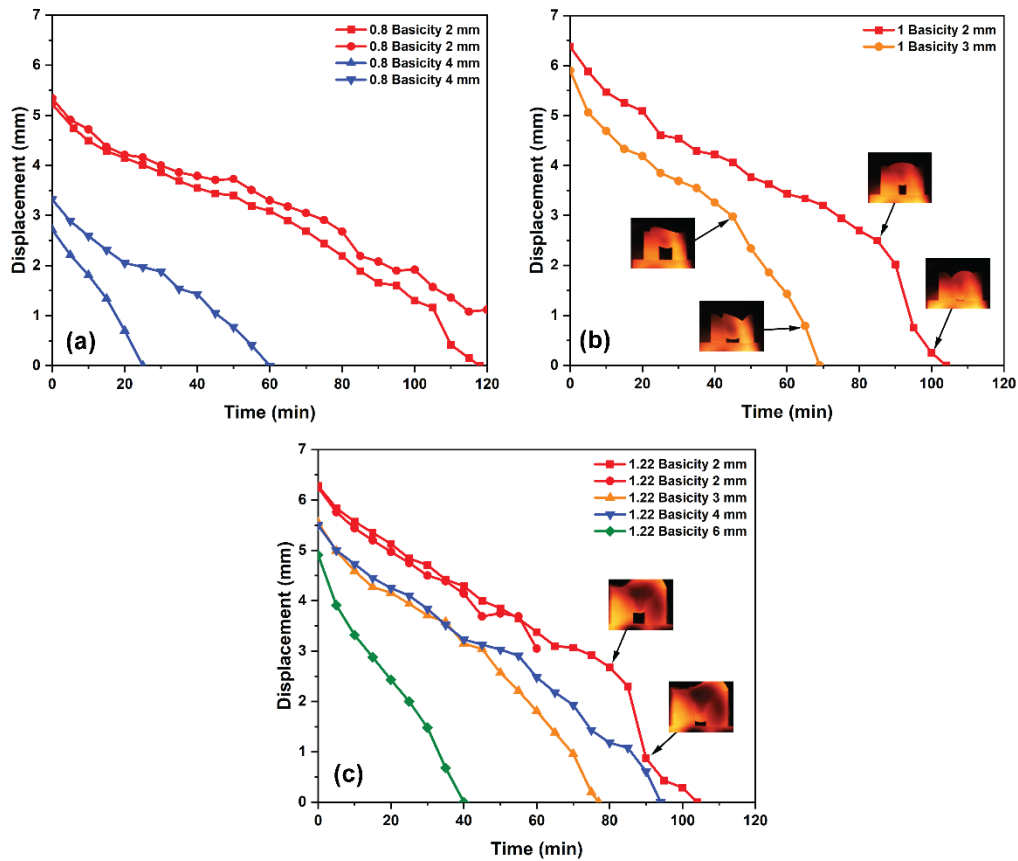 7
6
5
4
3
2
1
0
Displacement (mm)
0.8 Basicity 2 mm
0.8 Basicity 2 mm
0.8 Basicity 4 mm
0.8 Basicity 4 mm
(a)
0 20 40 60 80 100 120
Time (min)
7
6
5
4
3
2
1
0
Displacement (mm)
1 Basicity 2 mm
1 Basicity 3 mm
(b)
0 20 40 60 80 100 120
Time (min)
7
6
5
4
3
2
1
0
Displacement (mm)
1.22 Basicity 2 mm
1.22 Basicity 2 mm
1.22 Basicity 3 mm
1.22 Basicity 4 mm
1.22 Basicity 6 mm
(c)
0 20 40 60 80 100 120
Time (min)